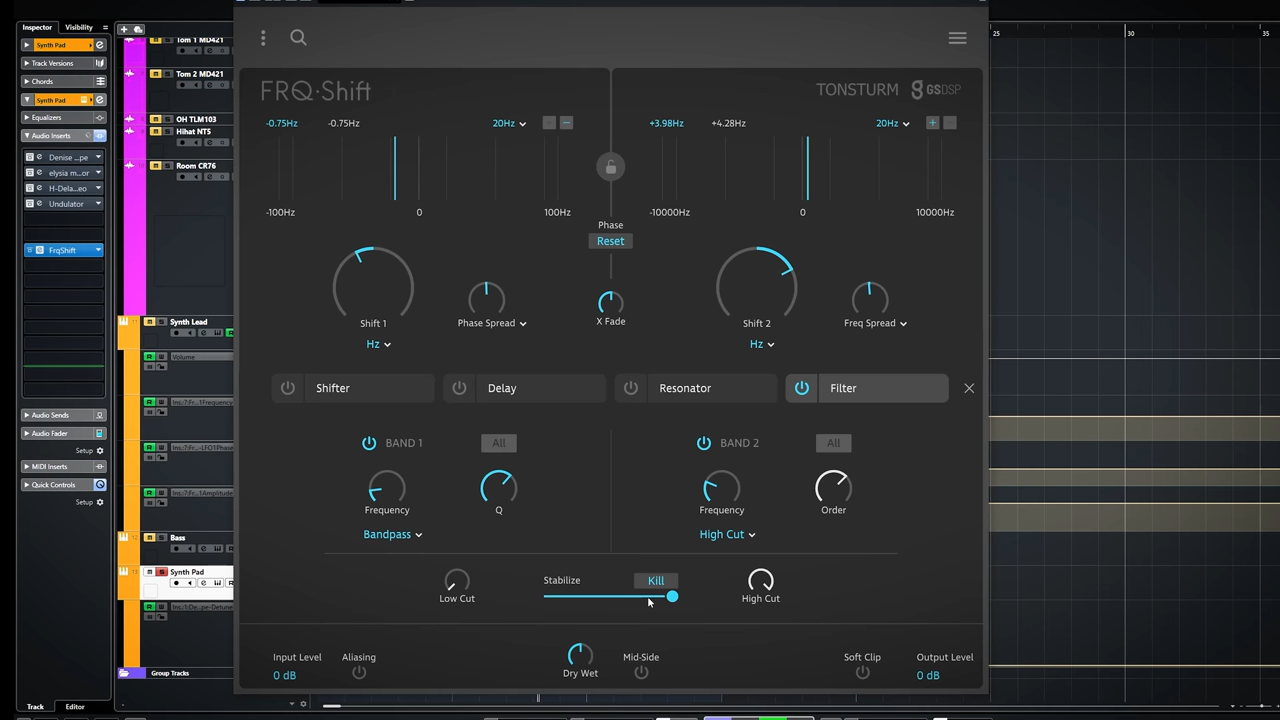 Inspector Visibility
Synth Pad
Track Versions
Chords
Synth Pad
Equalizers
Audio Inserts
Denise ...pe
elysia m...or
H-Dela...eo
Undulator
FrqShift
Audio Sends
Audio Fader
Setup
MIDI Inserts
Quick Controls
Setup
Track Editor
Tom 1 MD421
Tom 2 MD421
OH TLM103
Hihat NT5
Room CR76
Synth Lead
Volume
Bass
Synth Pad
Group Tracks
FRQ·Shift
TONSTURM GSDSP
-0.75Hz -0.75Hz 20Hz
+3.98Hz +4.28Hz 20Hz
-100Hz 0 100Hz
-10000Hz 0 10000Hz
Phase
Reset
X Fade
Shift 1
Hz
Phase Spread
Shift 2
Hz
Freq Spread
Shifter
Delay
Resonator
Filter
BAND 1 All
BAND 2 All
Frequency Q
Frequency Order
Bandpass
High Cut
Low Cut
Stabilize Kill
High Cut
Input Level
0 dB
Aliasing
Dry Wet
Mid-Side
Soft Clip
Output Level
0 dB
25 30 35